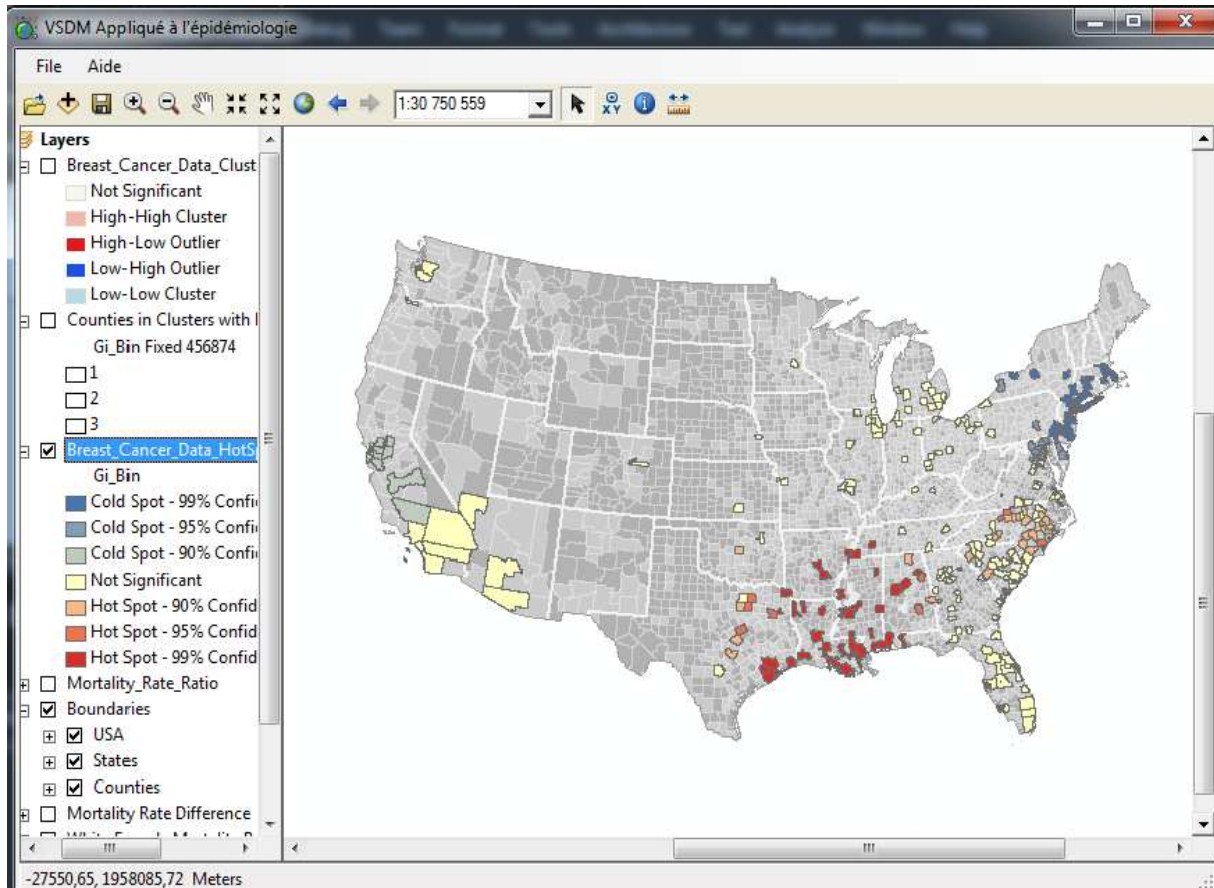 VSDM Appliqué à l'épidémiologie
File Aide
1:30 750 559
XY
Layers
Breast_Cancer_Data_Clust
Not Significant
High-High Cluster
High-Low Outlier
Low-High Outlier
Low-Low Cluster
Counties in Clusters with
Gi_Bin Fixed 456874
1
2
3
Breast_Cancer_Data_HotS
Gi_Bin
Cold Spot - 99% Confi
Cold Spot - 95% Confi
Cold Spot - 90% Confi
Not Significant
Hot Spot - 90% Confid
Hot Spot - 95% Confid
Hot Spot - 99% Confid
Mortality_Rate_Ratio
Boundaries
USA
States
Counties
Mortality Rate Difference
-27550,65, 1958085,72 Meters